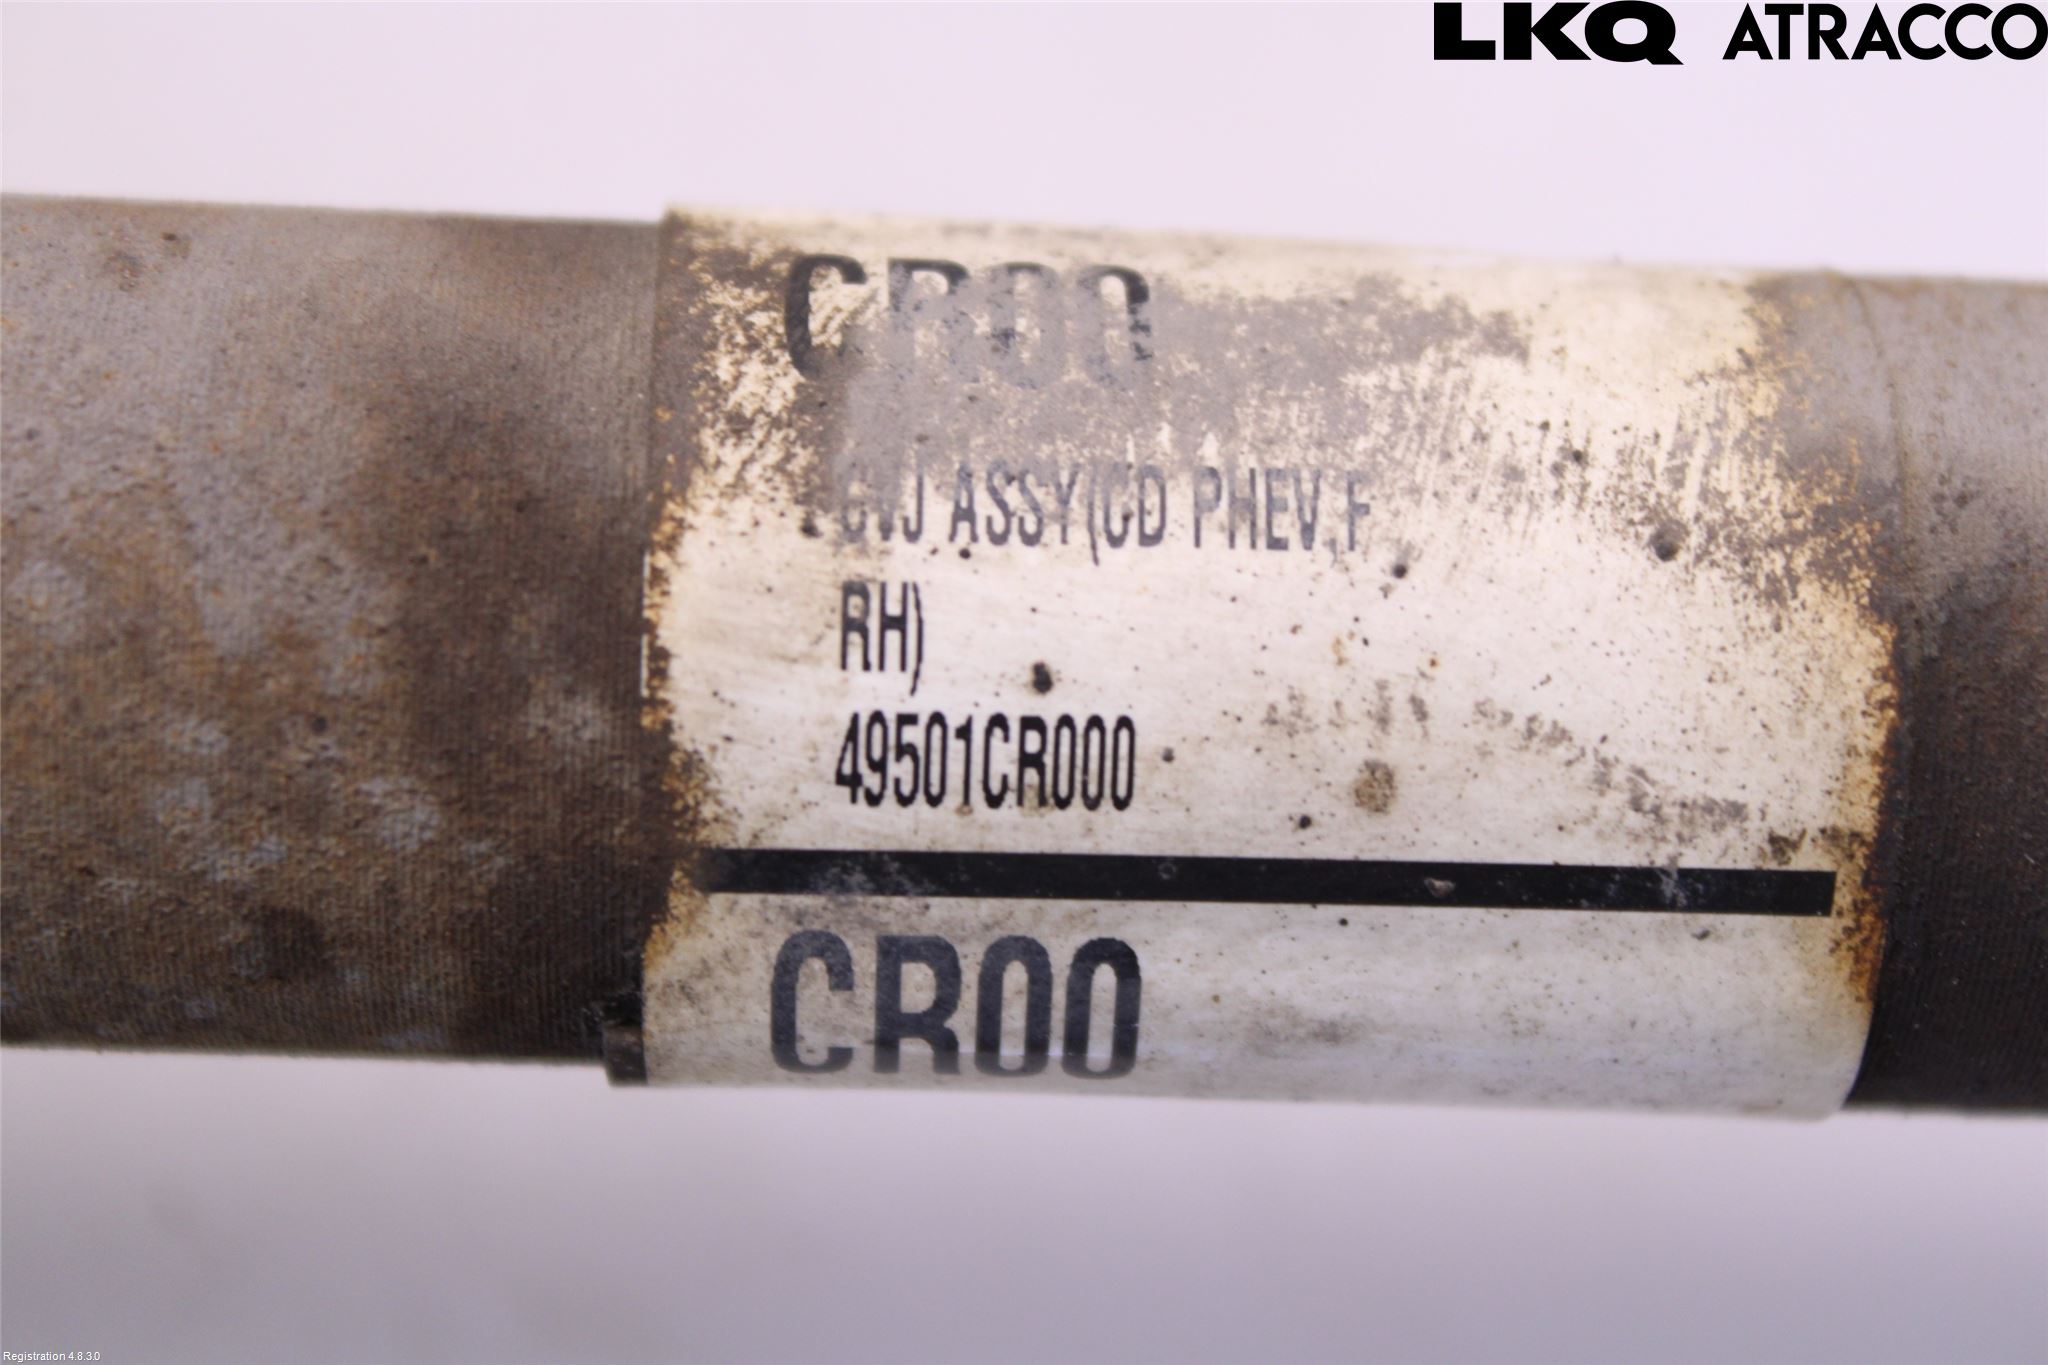 LKQ ATRACCO
CR00
CVJ ASSY(CD PHEV,F
RH)
49501CR000
CR00
Registration 4.8.3.0